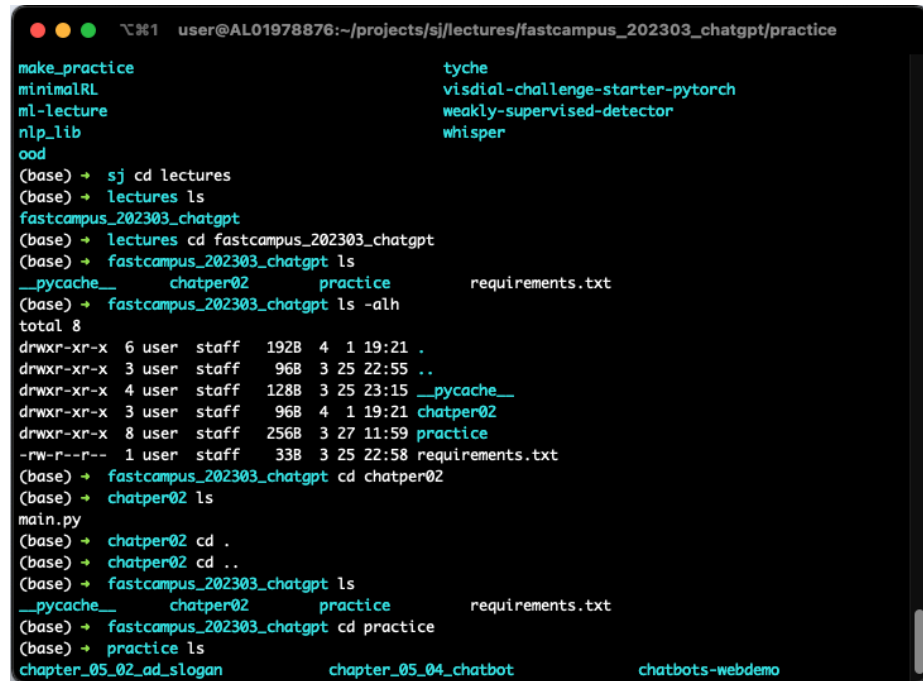 ⌥⌘1 user@AL01978876:~/projects/sj/lectures/fastcampus_202303_chatgpt/practice
make_practice tyche
minimalRL visdial-challenge-starter-pytorch
ml-lecture weakly-supervised-detector
nlp_lib whisper
ood
(base) → sj cd lectures
(base) → lectures ls
fastcampus_202303_chatgpt
(base) → lectures cd fastcampus_202303_chatgpt
(base) → fastcampus_202303_chatgpt ls
__pycache__ chatper02 practice requirements.txt
(base) → fastcampus_202303_chatgpt ls -alh
total 8
drwxr-xr-x 6 user staff 192B 4 1 19:21 .
drwxr-xr-x 3 user staff 96B 3 25 22:55 ..
drwxr-xr-x 4 user staff 128B 3 25 23:15 __pycache__
drwxr-xr-x 3 user staff 96B 4 1 19:21 chatper02
drwxr-xr-x 8 user staff 256B 3 27 11:59 practice
-rw-r--r-- 1 user staff 33B 3 25 22:58 requirements.txt
(base) → fastcampus_202303_chatgpt cd chatper02
(base) → chatper02 ls
main.py
(base) → chatper02 cd .
(base) → chatper02 cd ..
(base) → fastcampus_202303_chatgpt ls
__pycache__ chatper02 practice requirements.txt
(base) → fastcampus_202303_chatgpt cd practice
(base) → practice ls
chapter_05_02_ad_slogan chapter_05_04_chatbot chatbots-webdemo